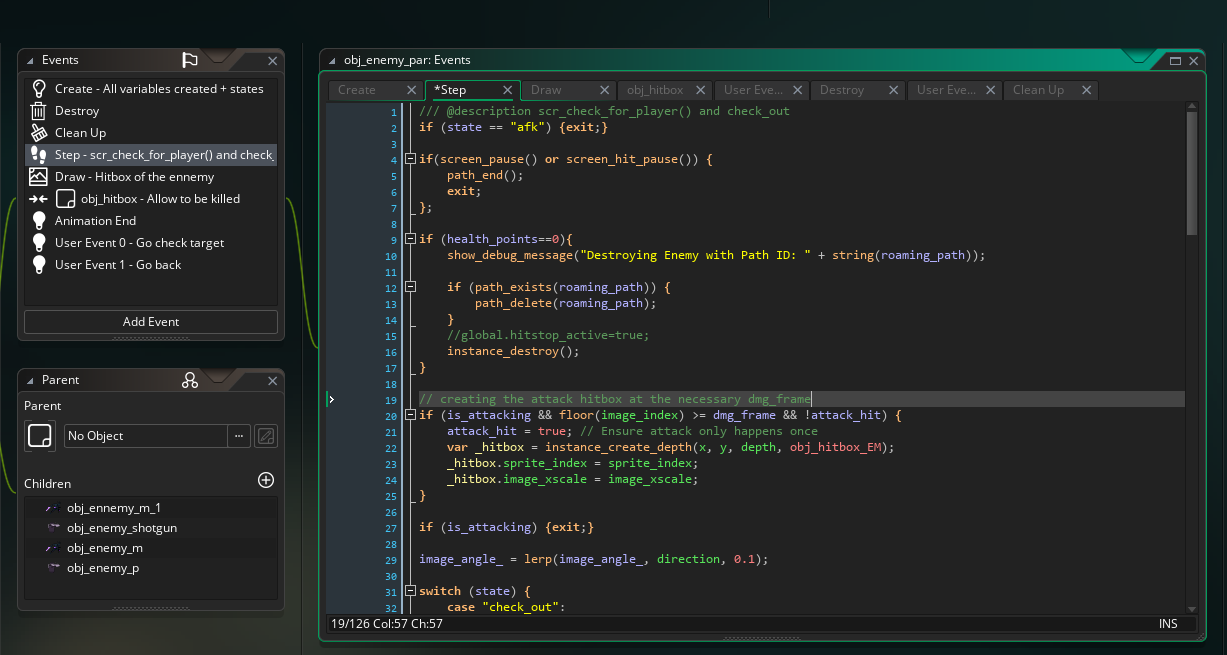 Events
Create - All variables created + states
Destroy
Clean Up
Step - scr_check_for_player() and check_
Draw - Hitbox of the ennemy
obj_hitbox - Allow to be killed
Animation End
User Event 0 - Go check target
User Event 1 - Go back
Add Event
Parent
Parent
No Object
...
Children
obj_ennemy_m_1
obj_enemy_shotgun
obj_enemy_m
obj_enemy_p
obj_enemy_par: Events
Create *Step Draw obj_hitbox User Eve... Destroy User Eve... Clean Up
1 /// @description scr_check_for_player() and check_out
2 if (state == "afk") {exit;}
3
4 if(screen_pause() or screen_hit_pause()) {
5 path_end();
6 exit;
7 };
8
9 if (health_points==0){
10 show_debug_message("Destroying Enemy with Path ID: " + string(roaming_path));
11
12 if (path_exists(roaming_path)) {
13 path_delete(roaming_path);
14 }
15 //global.hitstop_active=true;
16 instance_destroy();
17 }
18
19 // creating the attack hitbox at the necessary dmg_frame
20 if (is_attacking && floor(image_index) >= dmg_frame && !attack_hit) {
21 attack_hit = true; // Ensure attack only happens once
22 var _hitbox = instance_create_depth(x, y, depth, obj_hitbox_EM);
23 _hitbox.sprite_index = sprite_index;
24 _hitbox.image_xscale = image_xscale;
25 }
26
27 if (is_attacking) {exit;}
28
29 image_angle_ = lerp(image_angle_, direction, 0.1);
30
31 switch (state) {
32 case "check_out":
19/126 Col:57 Ch:57 INS